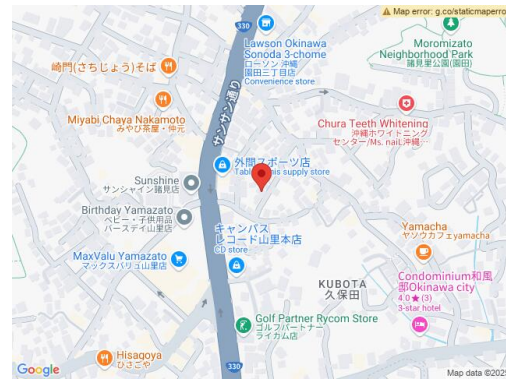 330
Map error: g.co/staticmaperro
Lawson Okinawa
Sonoda 3-chome
ローソン 沖縄
園田三丁目店
Convenience store
Moromizato
Neighborhood Park
諸見里公園(園田)
崎門(さちじょう)そば
サンサン通り
Miyabi Chaya Nakamoto
みやび茶屋・仲元
Chura Teeth Whitening
沖縄ホワイトニング
センター/Ms. naiL沖縄…
外間スポーツ店
supply store
Sunshine
サンシャイン諸見店
Birthday Yamazato
ベビー・子供用品
バースデイ山里店
キャンパス
レコード山里本店
CD store
Yamacha
ヤソウカフェyamacha
MaxValu Yamazato
マックスバリュ山里店
KUBOTA
久保田
Condominium和風
邸Okinawa city
4.0★(3)
3-star hotel
Golf Partner Rycom Store
ゴルフパートナー
ライカム店
Hisagoya
ひさごや
330
Google
Map data ©2025